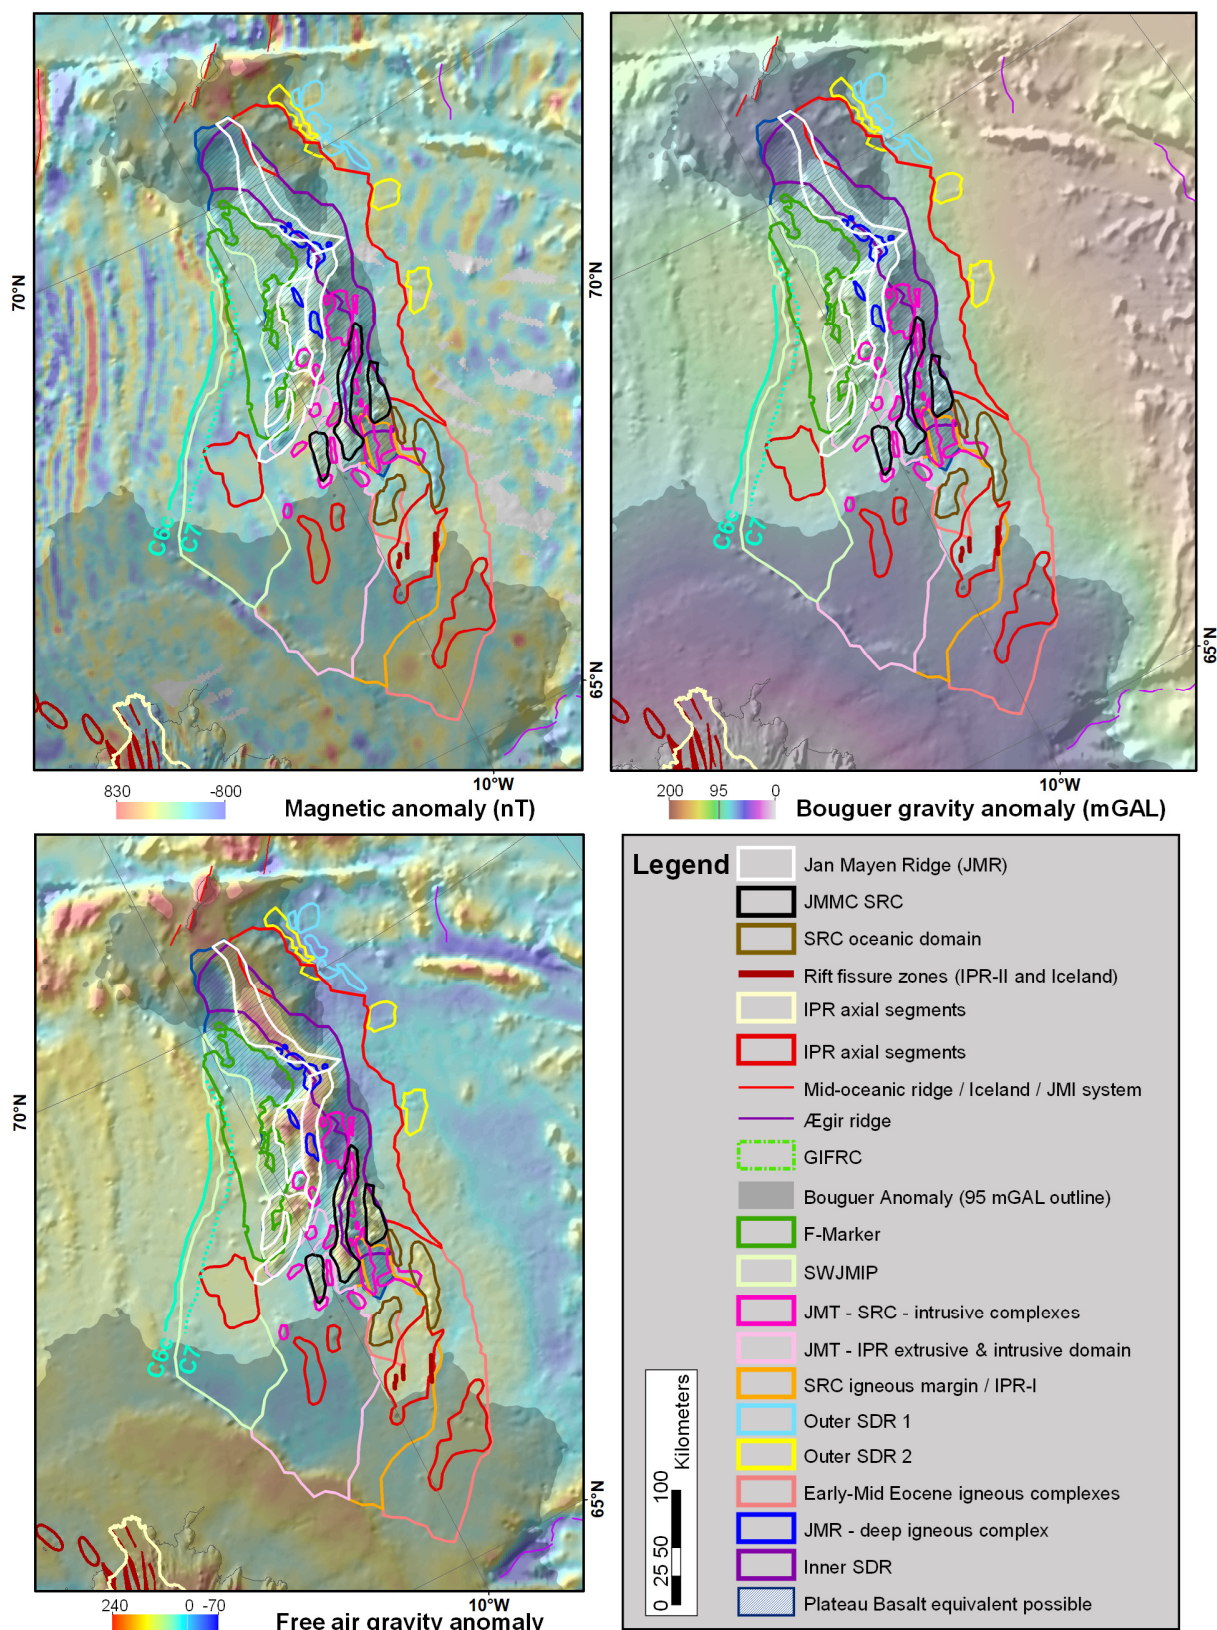 70°N
C6c
C7
65°N
10°W
830
-800
Magnetic anomaly (nT)
70°N
C6c
C7
65°N
10°W
200
95
0
Bouguer gravity anomaly (mGAL)
70°N
C6c
C7
65°N
10°W
240
0
-70
Free air gravity anomaly
Legend
Jan Mayen Ridge (JMR)
JMMC SRC
SRC oceanic domain
Rift fissure zones (IPR-II and Iceland)
IPR axial segments
IPR axial segments
Mid-oceanic ridge / Iceland / JMI system
Ægir ridge
GIFRC
Bouguer Anomaly (95 mGAL outline)
F-Marker
SWJMIP
JMT - SRC - intrusive complexes
JMT - IPR extrusive & intrusive domain
SRC igneous margin / IPR-I
Outer SDR 1
Outer SDR 2
Early-Mid Eocene igneous complexes
JMR - deep igneous complex
Inner SDR
Plateau Basalt equivalent possible
0 25 50 100
Kilometers